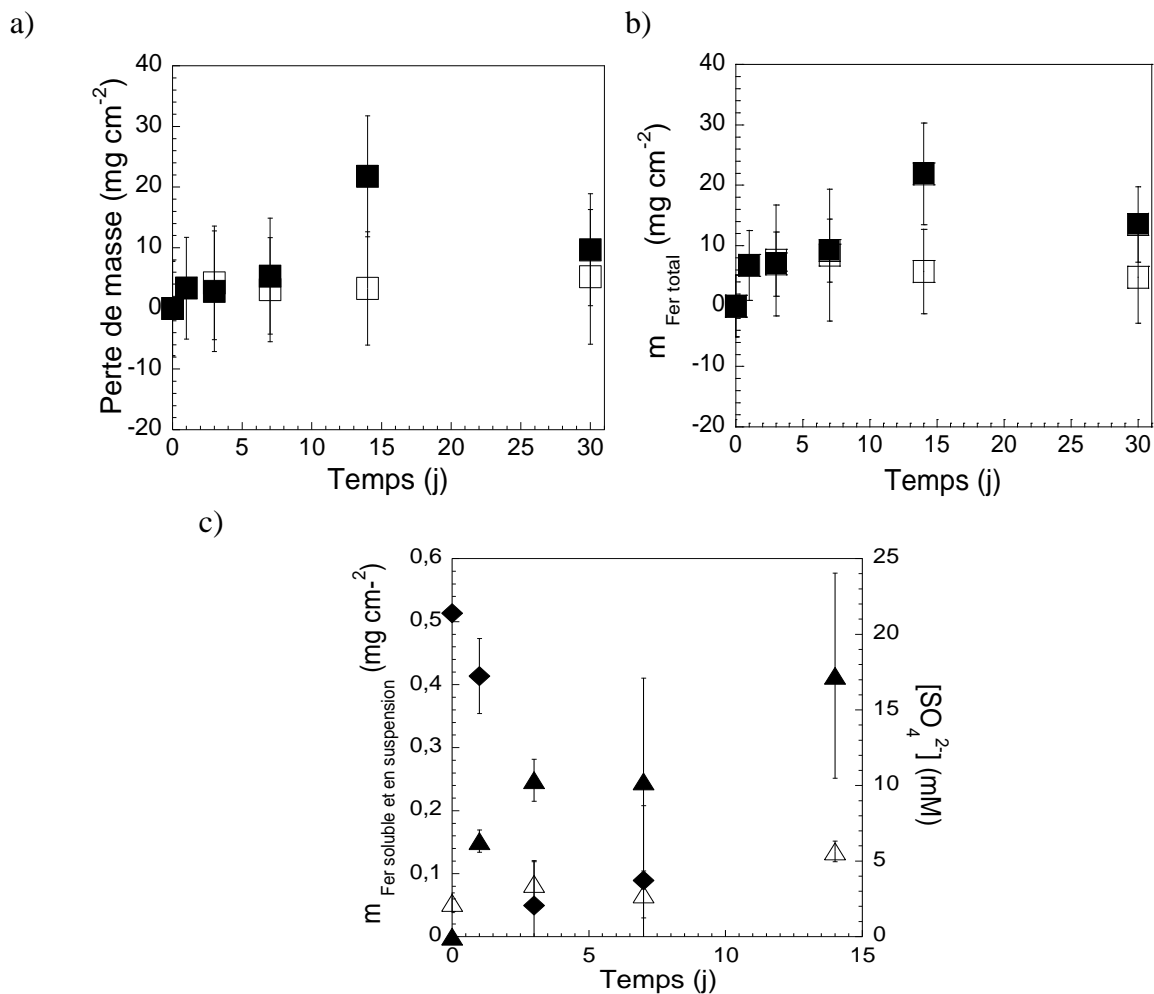 a)
Perte de masse (mg cm-2)
40
30
20
10
0
-10
-20
0 5 10 15 20 25 30
Temps (j)
b)
m Fer total (mg cm-2)
40
30
20
10
0
-10
-20
0 5 10 15 20 25 30
Temps (j)
c)
m Fer soluble et en suspension (mg cm-2)
0,6
0,5
0,4
0,3
0,2
0,1
0
25
20
15
10
5
0
[SO4 2-] (mM)
0 5 10 15
Temps (j)